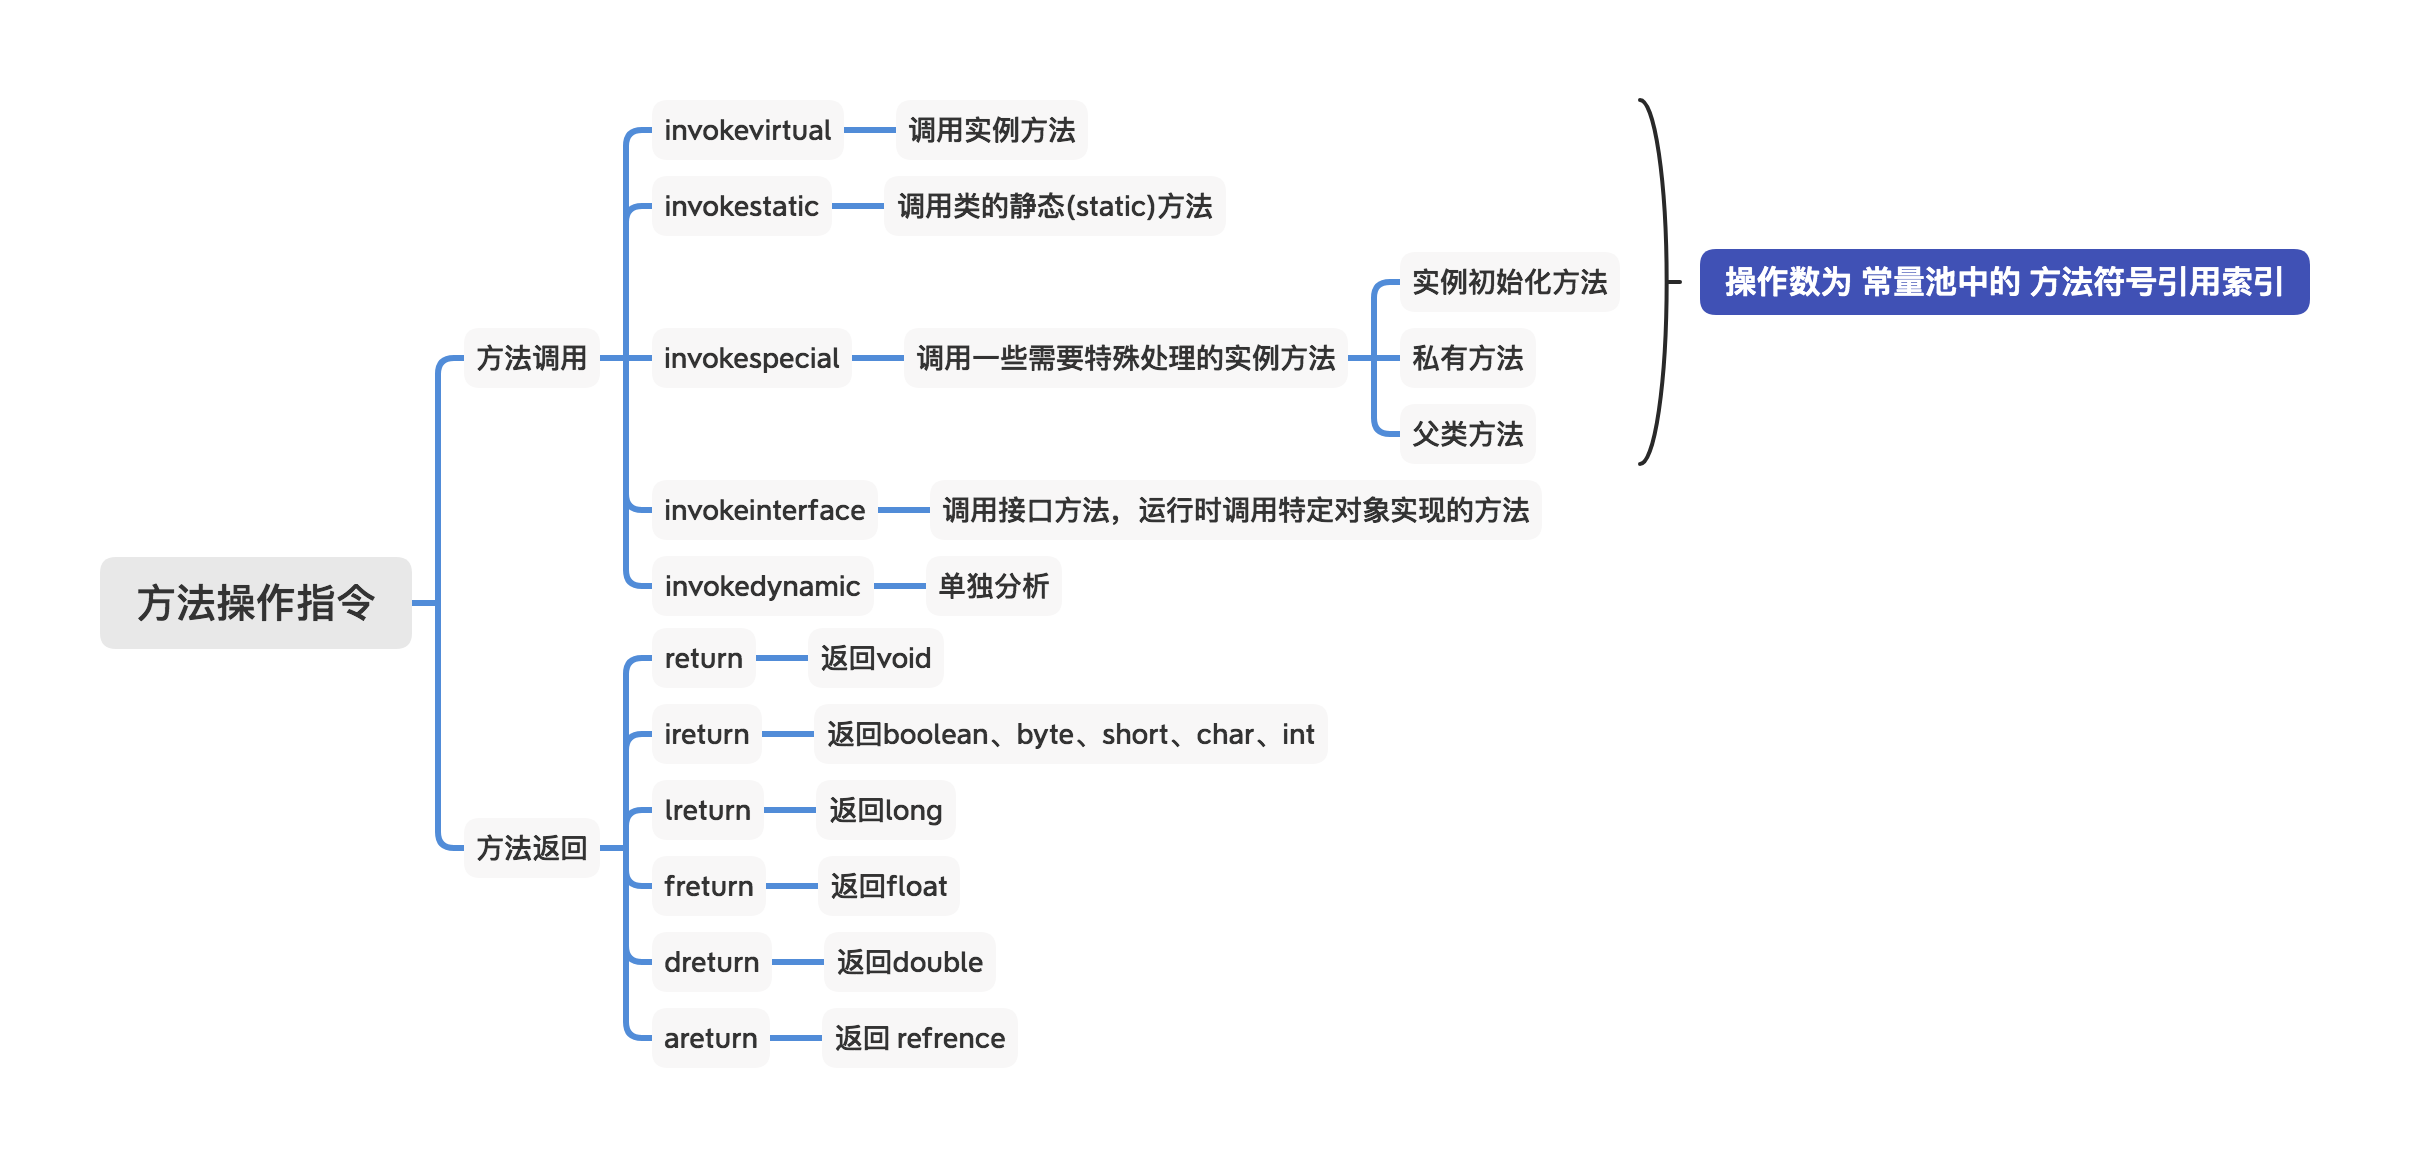 方法操作指令
方法调用
invokevirtual
调用实例方法
invokestatic
调用类的静态(static)方法
invokespecial
调用一些需要特殊处理的实例方法
实例初始化方法
私有方法
父类方法
操作数为 常量池中的 方法符号引用索引
invokeinterface
调用接口方法，运行时调用特定对象实现的方法
invokedynamic
单独分析
方法返回
return
返回void
ireturn
返回boolean、byte、short、char、int
lreturn
返回long
freturn
返回float
dreturn
返回double
areturn
返回 refrence